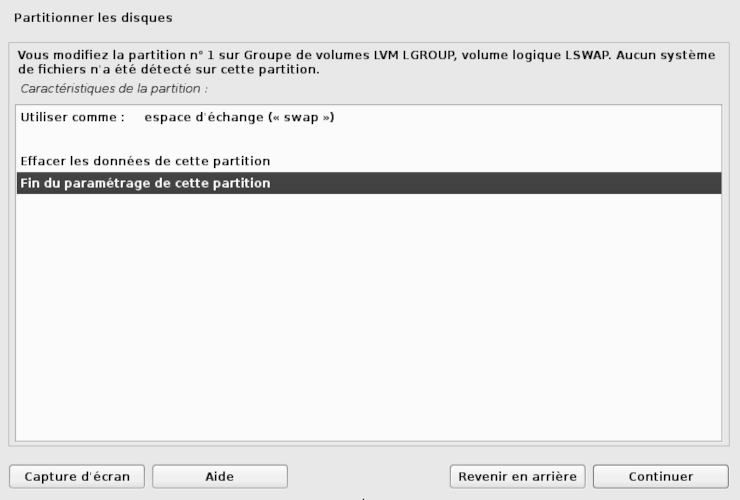 Partitionner les disques
Vous modifiez la partition n° 1 sur Groupe de volumes LVM LGROUP, volume logique LSWAP. Aucun système
de fichiers n'a été détecté sur cette partition.
Caractéristiques de la partition :
Utiliser comme : espace d'échange (« swap »)
Effacer les données de cette partition
Fin du paramétrage de cette partition
Capture d'écran Aide Revenir en arrière Continuer